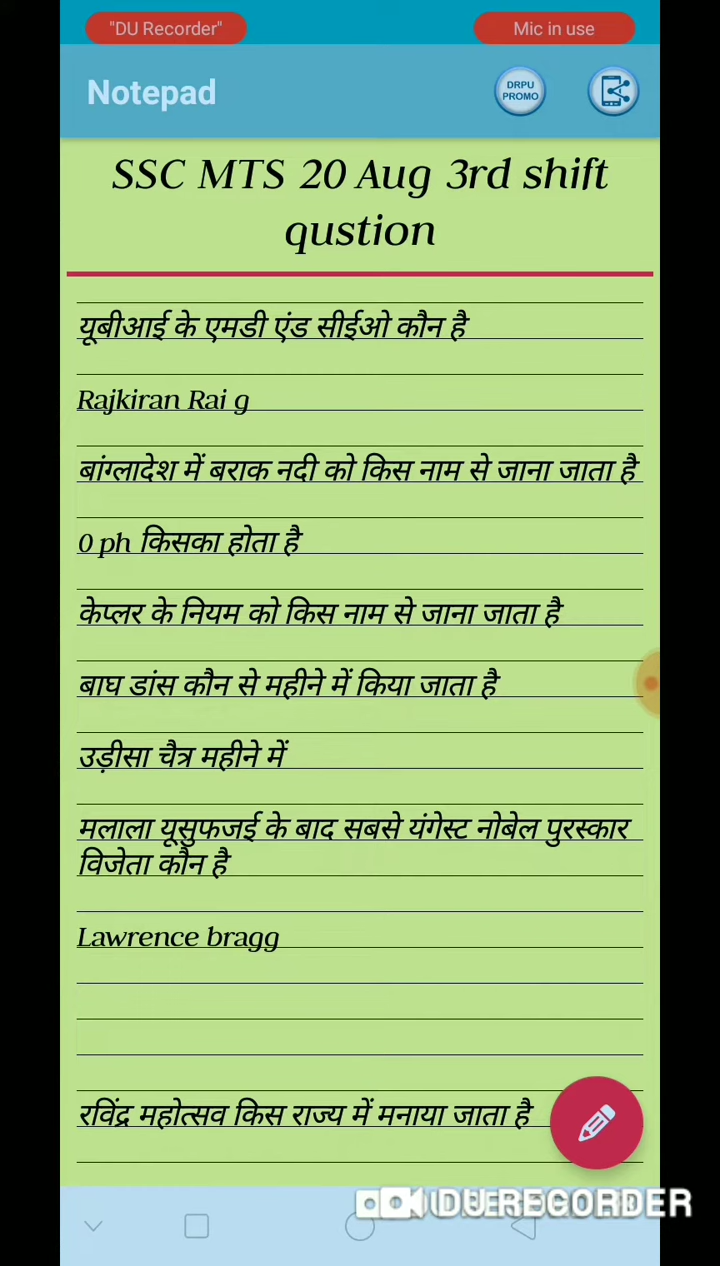 "DU Recorder"
Mic in use
Notepad
DRPU
PROMO
SSC MTS 20 Aug 3rd shift
qustion
यूबीआई के एमडी एंड सीईओ कौन है
Rajkiran Rai g
बांग्लादेश में बराक नदी को किस नाम से जाना जाता है
0 ph किसका होता है
केप्लर के नियम को किस नाम से जाना जाता है
बाघ डांस कौन से महीने में किया जाता है
उड़ीसा चैत्र महीने में
मलाला यूसुफजई के बाद सबसे यंगेस्ट नोबेल पुरस्कार
विजेता कौन है
Lawrence bragg
रविंद्र महोत्सव किस राज्य में मनाया जाता है
DU RECORDER